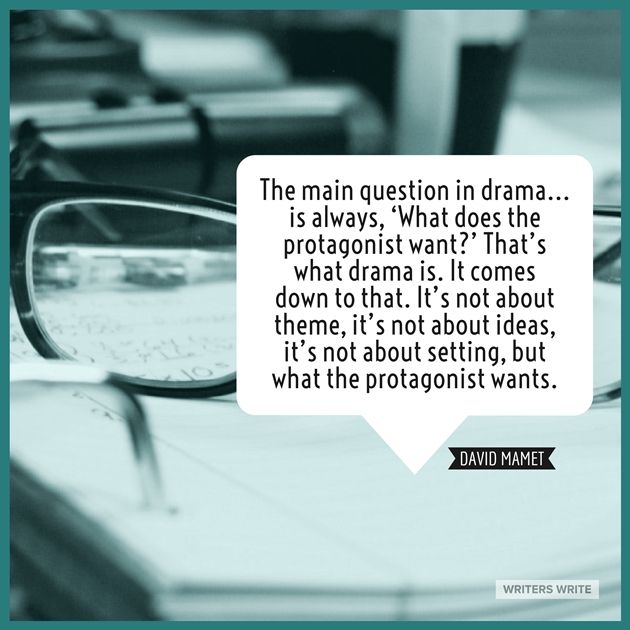 The main question in drama...
is always, ‘What does the
protagonist want?’ That’s
what drama is. It comes
down to that. It’s not about
theme, it’s not about ideas,
it’s not about setting, but
what the protagonist wants.
DAVID MAMET
WRITERS WRITE